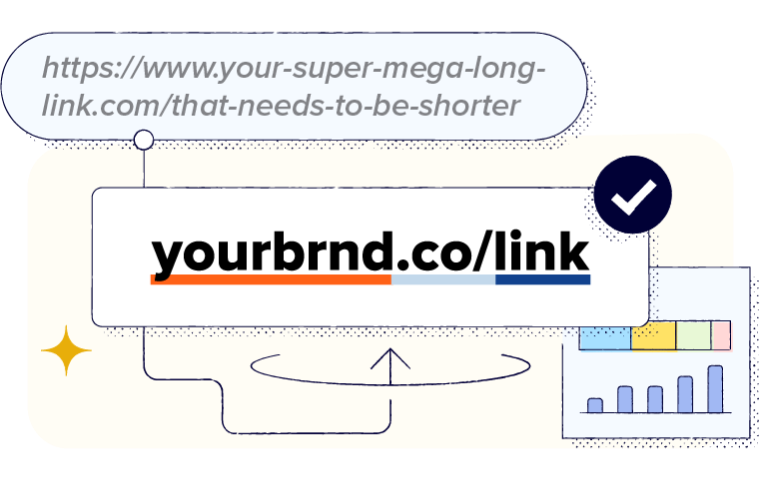 https://www.your-super-mega-long-
link.com/that-needs-to-be-shorter
yourbrnd.co/link